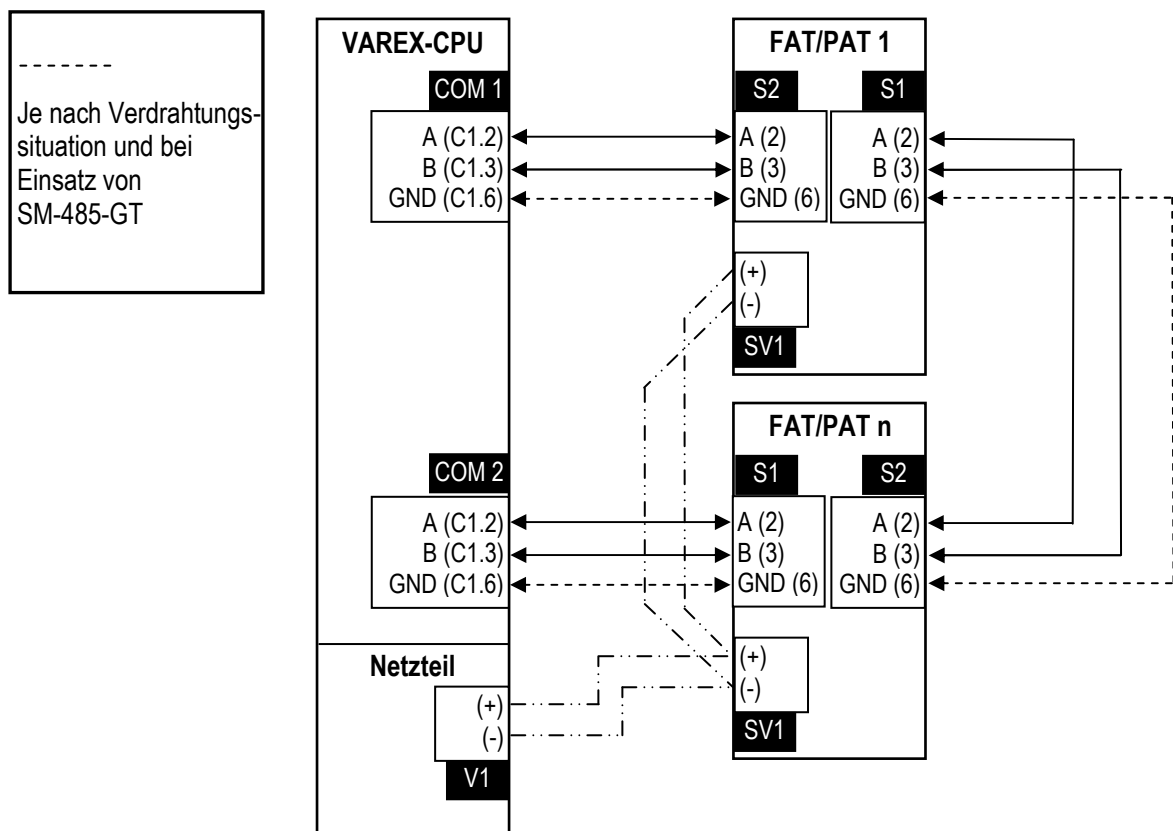 - - - - - - -
Je nach Verdrahtungs-
situation und bei
Einsatz von
SM-485-GT
VAREX-CPU
COM 1
A (C1.2)
B (C1.3)
GND (C1.6)
COM 2
A (C1.2)
B (C1.3)
GND (C1.6)
Netzteil
(+)
(-)
V1
FAT/PAT 1
S2
S1
A (2)
B (3)
GND (6)
A (2)
B (3)
GND (6)
(+)
(-)
SV1
FAT/PAT n
S1
S2
A (2)
B (3)
GND (6)
A (2)
B (3)
GND (6)
(+)
(-)
SV1